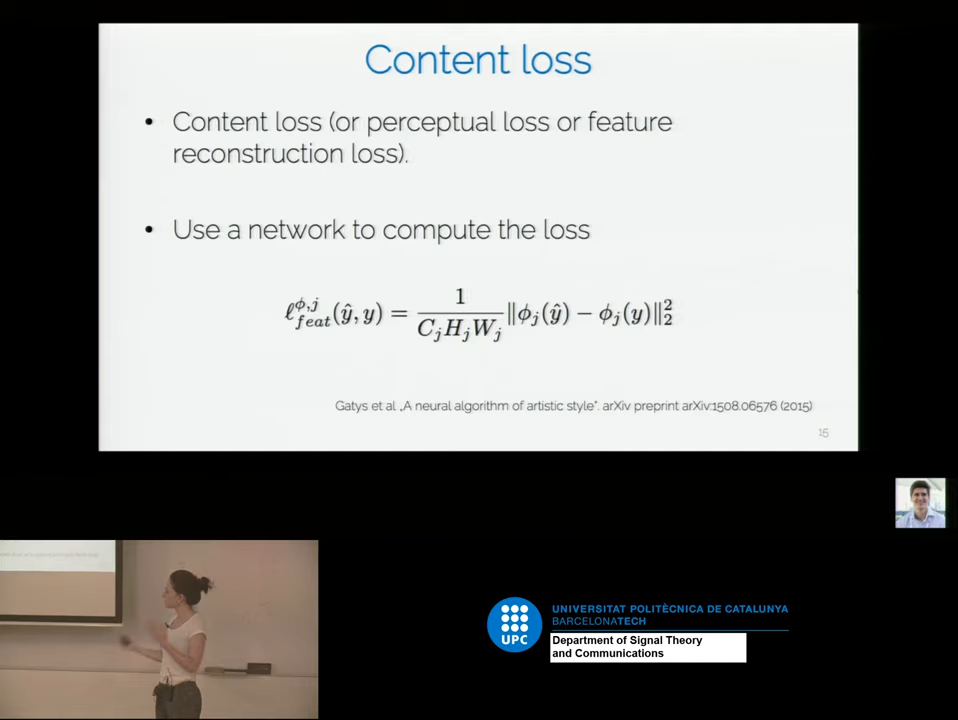 Content loss
• Content loss (or perceptual loss or feature
reconstruction loss).
• Use a network to compute the loss
ℓ^{ϕ,j}_{feat}(ŷ, y) = \frac{1}{C_j H_j W_j} ‖ϕ_j(ŷ) − ϕ_j(y)‖^2_2
Gatys et al „A neural algorithm of artistic style". arXiv preprint arXiv:1508.06576 (2015)
15
UPC
UNIVERSITAT POLITÈCNICA DE CATALUNYA
BARCELONATECH
Department of Signal Theory
and Communications